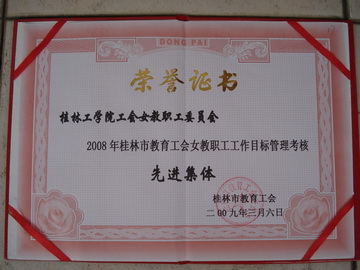 DONG PAI
荣誉证书
桂林工学院工会女教职工委员会
2008年桂林市教育工会女教职工工作目标管理考核
先进集体
桂林市教育工会
二00九年三月六日